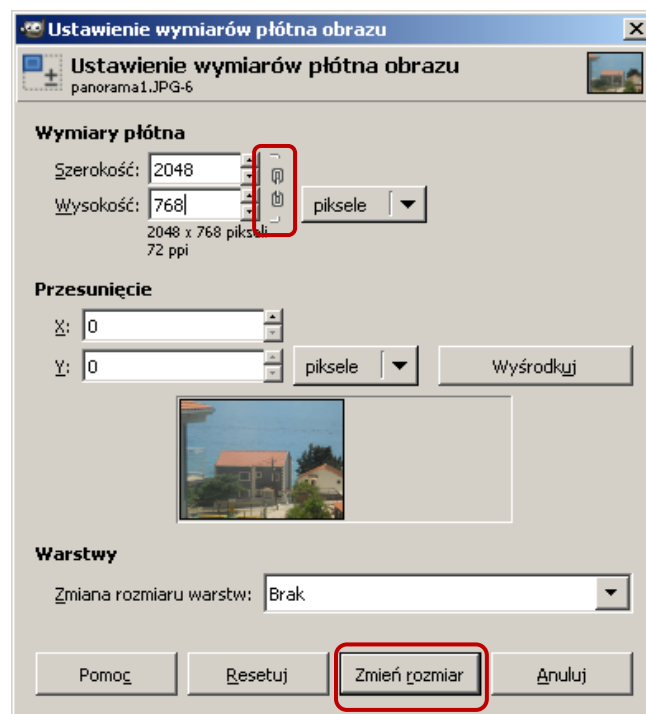 Ustawienie wymiarów płótna obrazu
Ustawienie wymiarów płótna obrazu
panorama1.JPG-6
Wymiary płótna
Szerokość: 2048
Wysokość: 768 piksele
2048 x 768 pikseli
72 ppi
Przesunięcie
X: 0
Y: 0 piksele Wyśrodkuj
Warstwy
Zmiana rozmiaru warstw: Brak
Pomoc Resetuj Zmień rozmiar Anuluj